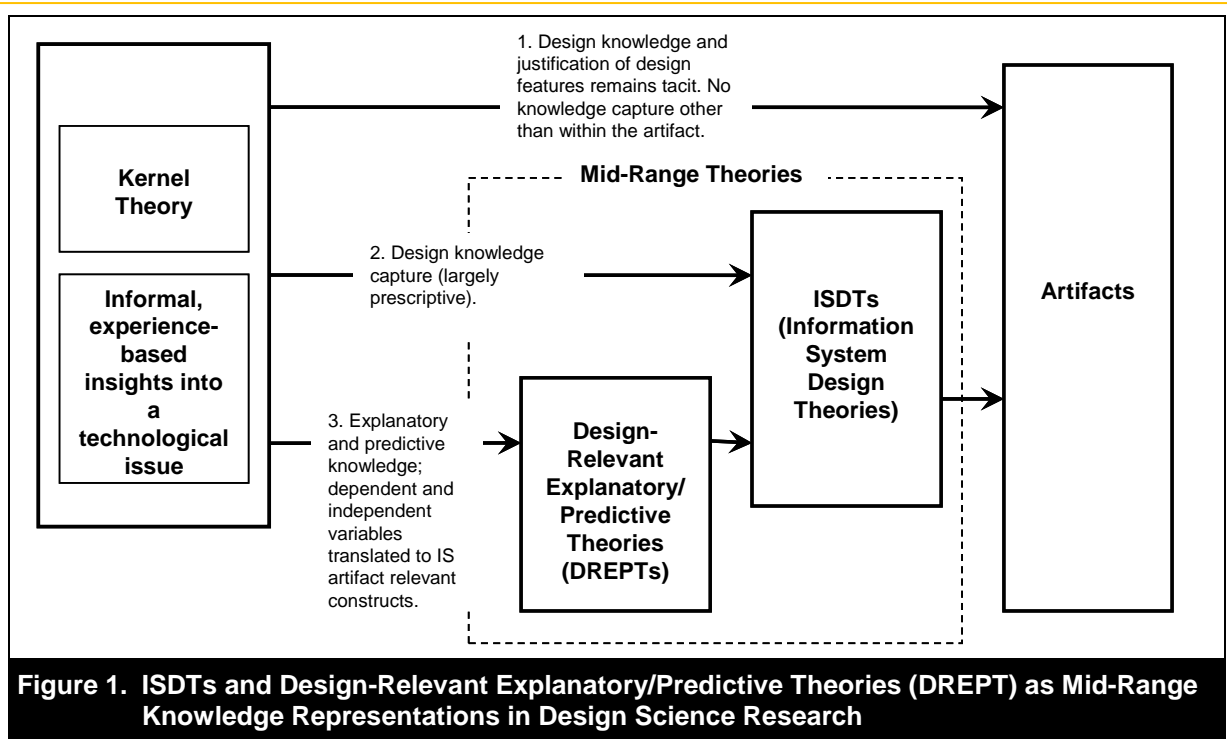 1. Design knowledge and
justification of design
features remains tacit. No
knowledge capture other
than within the artifact.
Kernel
Theory
Mid-Range Theories
2. Design knowledge
capture (largely
prescriptive).
Informal,
experience-
based
insights into
a
technological
issue
ISDTs
(Information
System
Design
Theories)
Artifacts
3. Explanatory
and predictive
knowledge;
dependent and
independent
variables
translated to IS
artifact relevant
constructs.
Design-
Relevant
Explanatory/
Predictive
Theories
(DREPTs)
Figure 1. ISDTs and Design-Relevant Explanatory/Predictive Theories (DREPT) as Mid-Range
Knowledge Representations in Design Science Research